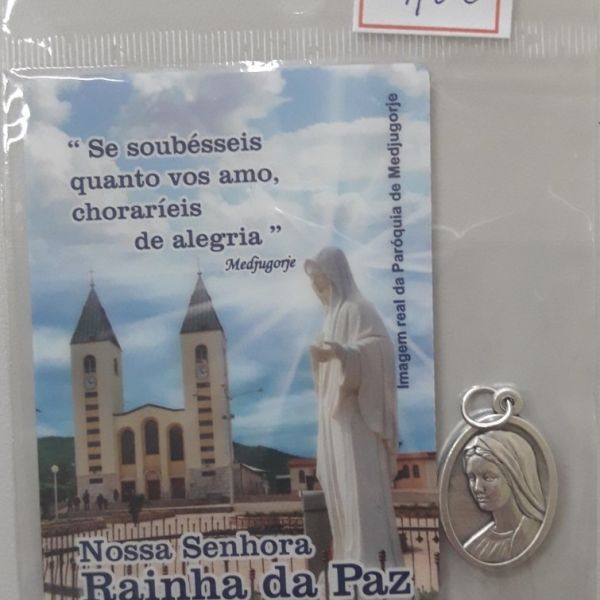 “ Se soubésseis
quanto vos amo,
choraríeis
de alegria ”
Medjugorje
Imagem real da Paróquia de Medjugorje
Nossa Senhora
Rainha da Paz